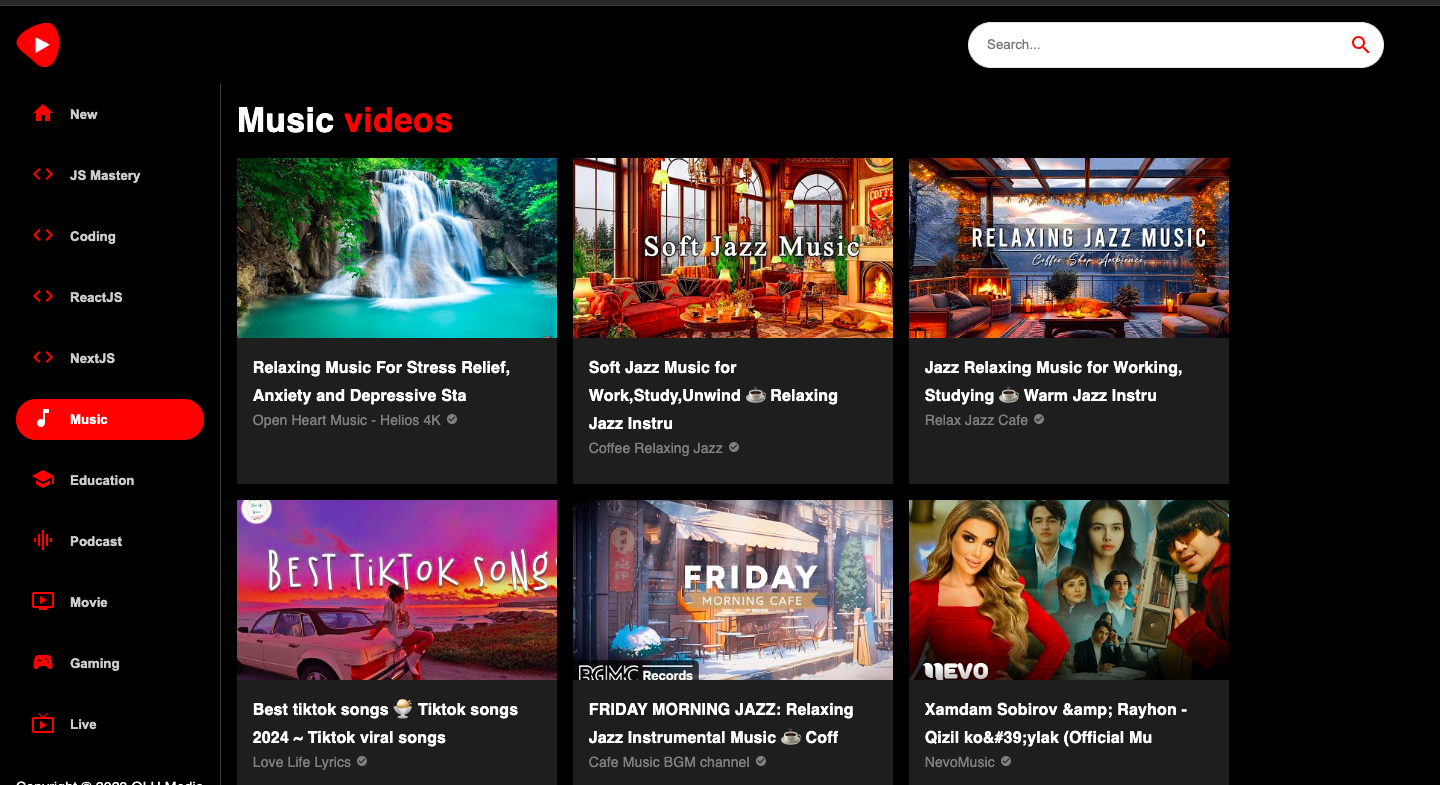 Search...
New
JS Mastery
Coding
ReactJS
NextJS
Music
Education
Podcast
Movie
Gaming
Live
Music videos
Soft Jazz Music
COFFEE
RELAXING JAZZ MUSIC
Coffee Shop Ambience
Relaxing Music For Stress Relief,
Anxiety and Depressive Sta
Open Heart Music - Helios 4K
Soft Jazz Music for
Work,Study,Unwind ☕ Relaxing
Jazz Instru
Coffee Relaxing Jazz
Jazz Relaxing Music for Working,
Studying ☕ Warm Jazz Instru
Relax Jazz Cafe
BEST TIKTOK SONGS
FRIDAY
MORNING CAFE
BGMC Records
NEVO
Best tiktok songs 🍨 Tiktok songs
2024 ~ Tiktok viral songs
Love Life Lyrics
FRIDAY MORNING JAZZ: Relaxing
Jazz Instrumental Music ☕ Coff
Cafe Music BGM channel
Xamdam Sobirov &amp; Rayhon -
Qizil ko&#39;ylak (Official Mu
NevoMusic